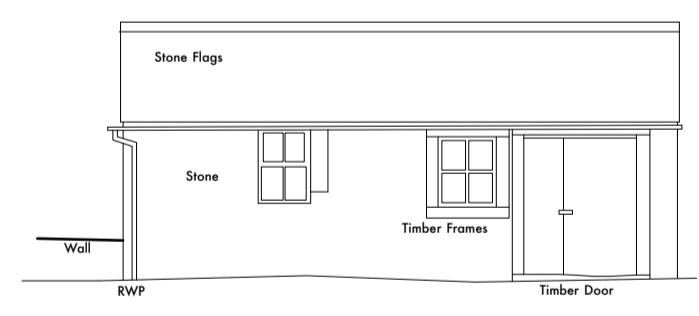 Stone Flags
Stone
Timber Frames
Wall
RWP
Timber Door